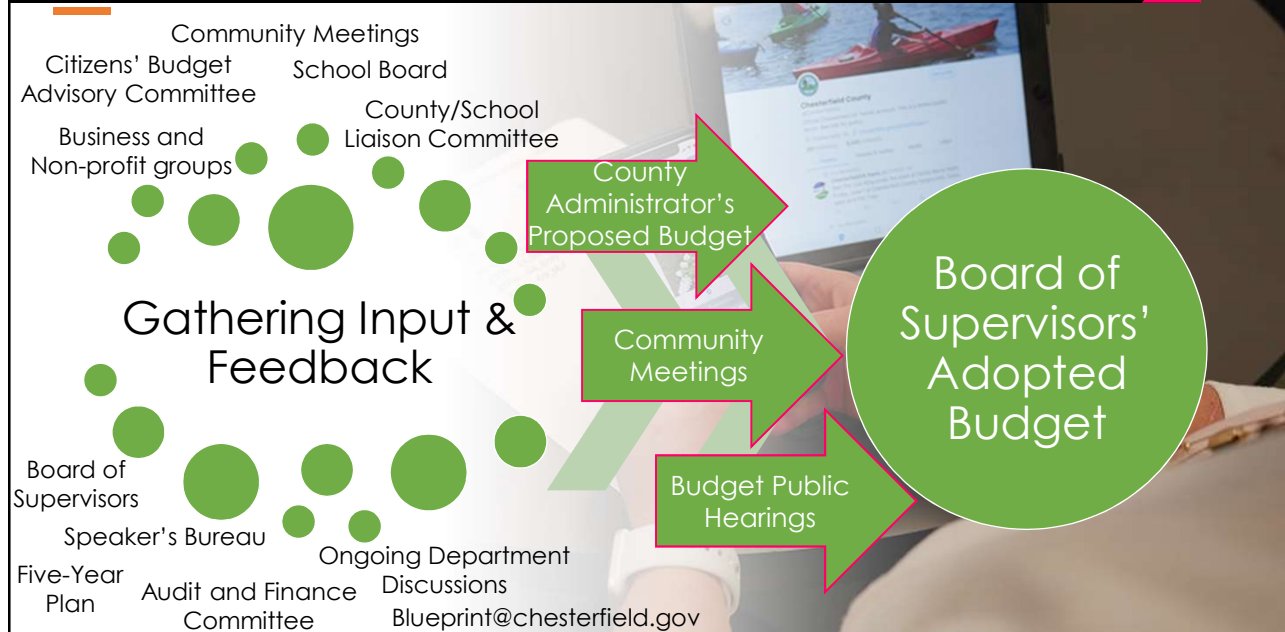 Community Meetings
Citizens' Budget
Advisory Committee
School Board
County/School
Liaison Committee
Business and
Non-profit groups
Gathering Input &
Feedback
Board of
Supervisors
Speaker's Bureau
Five-Year
Plan
Audit and Finance
Committee
Ongoing Department
Discussions
Blueprint@chesterfield.gov
County
Administrator's
Proposed Budget
Community
Meetings
Budget Public
Hearings
Board of
Supervisors'
Adopted
Budget
Chesterfield County